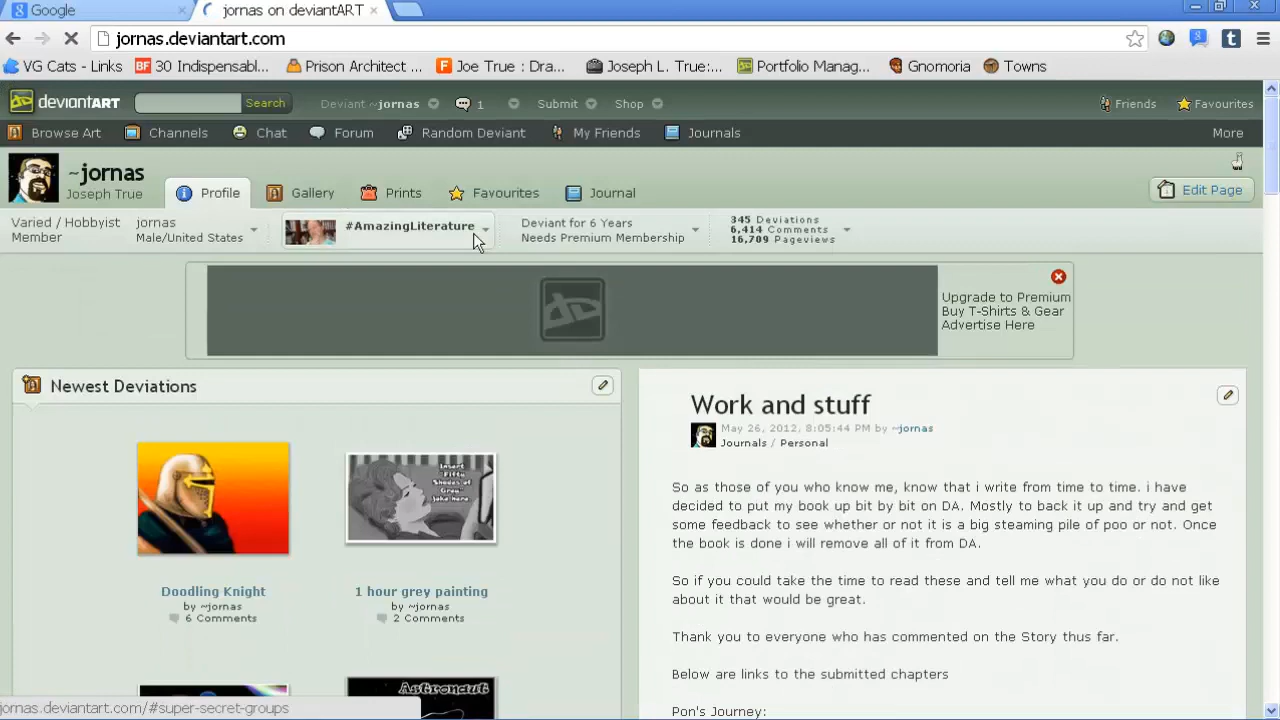 Google
jornas on deviantART
jornas.deviantart.com
VG Cats - Links
30 Indispensabl...
Prison Architect ...
Joe True : Dra...
Joseph L. True:...
Portfolio Manag...
Gnomoria
Towns
deviantART
Search
Deviant ~jornas
1
Submit
Shop
Friends
Favourites
Browse Art
Channels
Chat
Forum
Random Deviant
My Friends
Journals
More
~jornas
Joseph True
Profile
Gallery
Prints
Favourites
Journal
Edit Page
Varied / Hobbyist
Member
jornas
Male/United States
#AmazingLiterature
Deviant for 6 Years
Needs Premium Membership
345 Deviations
6,414 Comments
16,709 Pageviews
Upgrade to Premium
Buy T-Shirts & Gear
Advertise Here
Newest Deviations
Insert
"Fifty
Shades of
Grey"
joke here.
Doodling Knight
by ~jornas
6 Comments
1 hour grey painting
by ~jornas
2 Comments
Astronaut
Work and stuff
May 26, 2012, 8:05:44 PM by ~jornas
Journals / Personal
So as those of you who know me, know that i write from time to time. i have
decided to put my book up bit by bit on DA. Mostly to back it up and try and get
some feedback to see whether or not it is a big steaming pile of poo or not. Once
the book is done i will remove all of it from DA.
So if you could take the time to read these and tell me what you do or do not like
about it that would be great.
Thank you to everyone who has commented on the Story thus far.
Below are links to the submitted chapters
Pon's Journey:
jornas.deviantart.com/#super-secret-groups